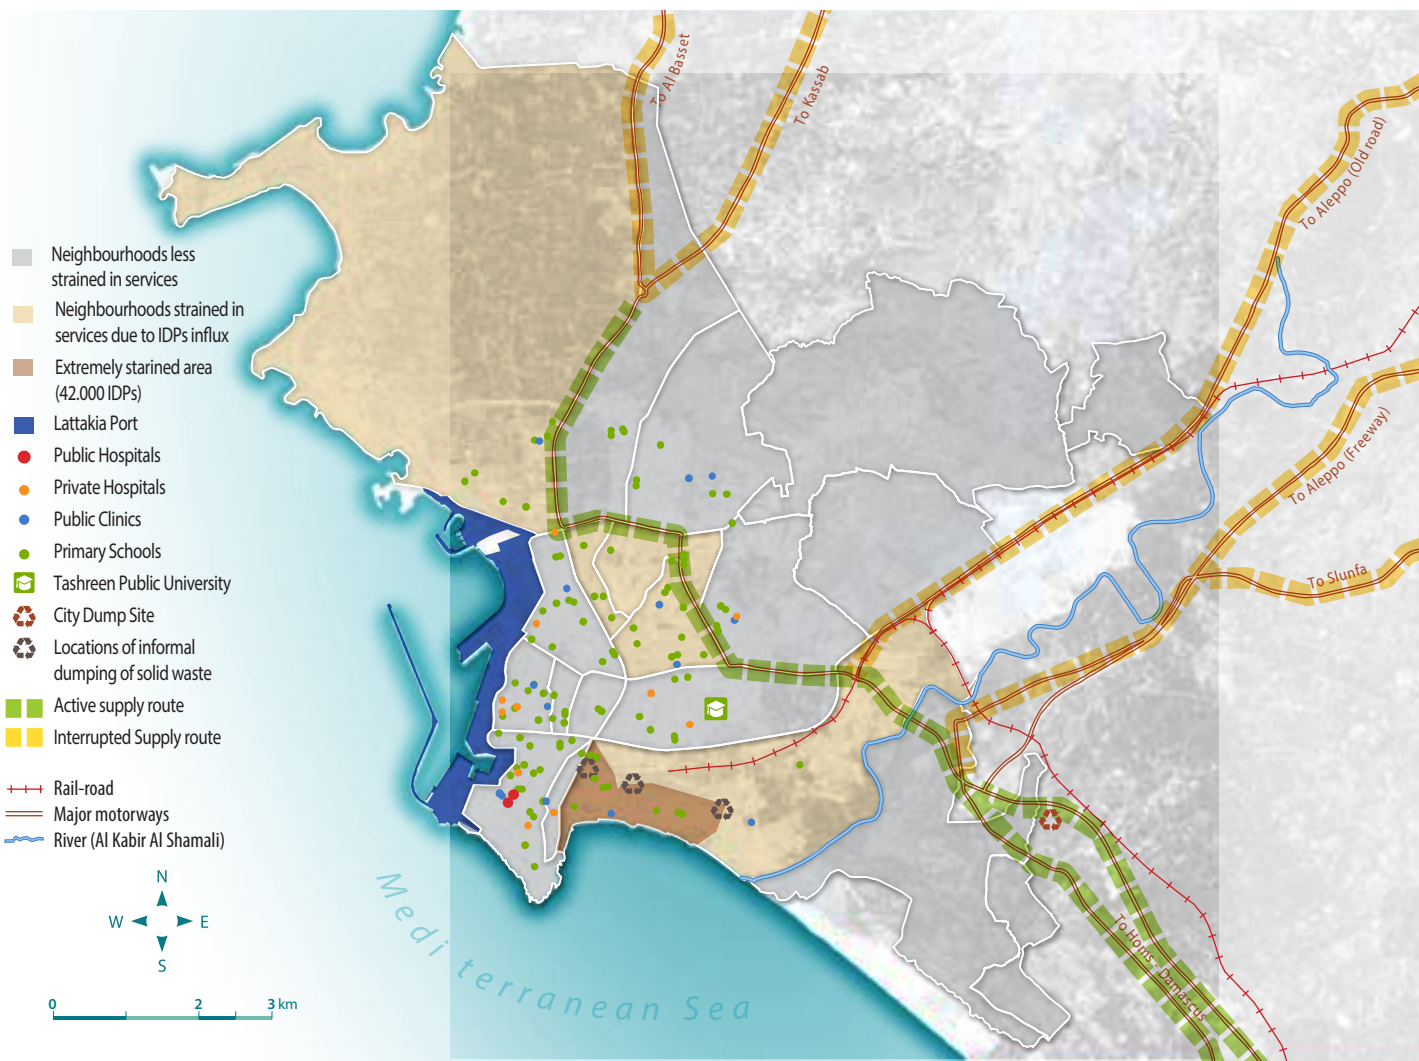 To Al Basset
To Kassab
To Aleppo (Old road)
To Aleppo (Freeway)
To Slunfa
To Homs - Damascus
Neighbourhoods less
strained in services
Neighbourhoods strained in
services due to IDPs influx
Extremely starined area
(42.000 IDPs)
Lattakia Port
Public Hospitals
Private Hospitals
Public Clinics
Primary Schools
Tashreen Public University
City Dump Site
Locations of informal
dumping of solid waste
Active supply route
Interrupted Supply route
Rail-road
Major motorways
River (Al Kabir Al Shamali)
N
W E
S
0 2 3 km
Mediterranean Sea